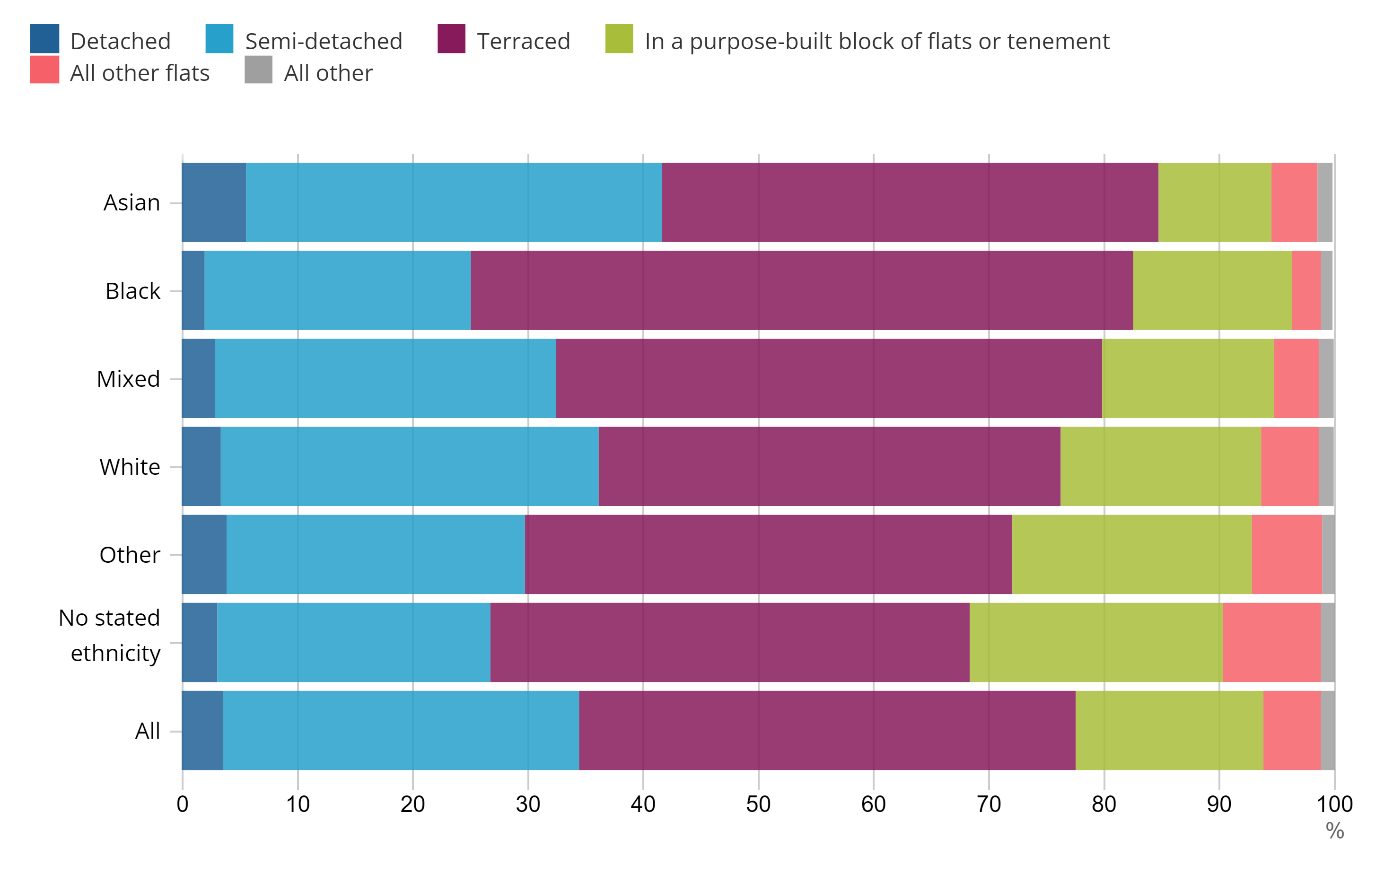 Detached Semi-detached Terraced In a purpose-built block of flats or tenement
All other flats All other
Asian
Black
Mixed
White
Other
No stated
ethnicity
All
0 10 20 30 40 50 60 70 80 90 100
%